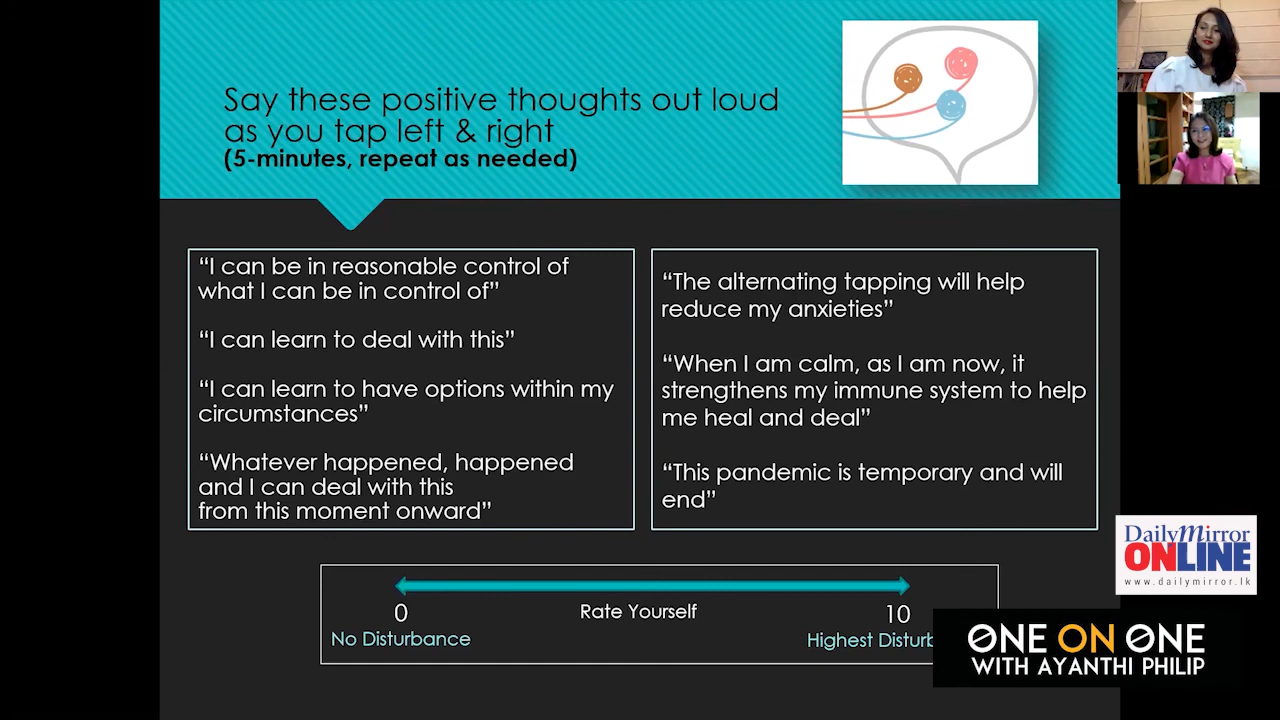 Say these positive thoughts out loud
as you tap left & right
(5-minutes, repeat as needed)
“I can be in reasonable control of
what I can be in control of”
“I can learn to deal with this”
“I can learn to have options within my
circumstances”
“Whatever happened, happened
and I can deal with this
from this moment onward”
“The alternating tapping will help
reduce my anxieties”
“When I am calm, as I am now, it
strengthens my immune system to help
me heal and deal”
“This pandemic is temporary and will
end”
0
Rate Yourself
10
No Disturbance
Highest Disturb
DailyMirror
ONLINE
www.dailymirror.lk
ONE ON ONE
WITH AYANTHI PHILIP